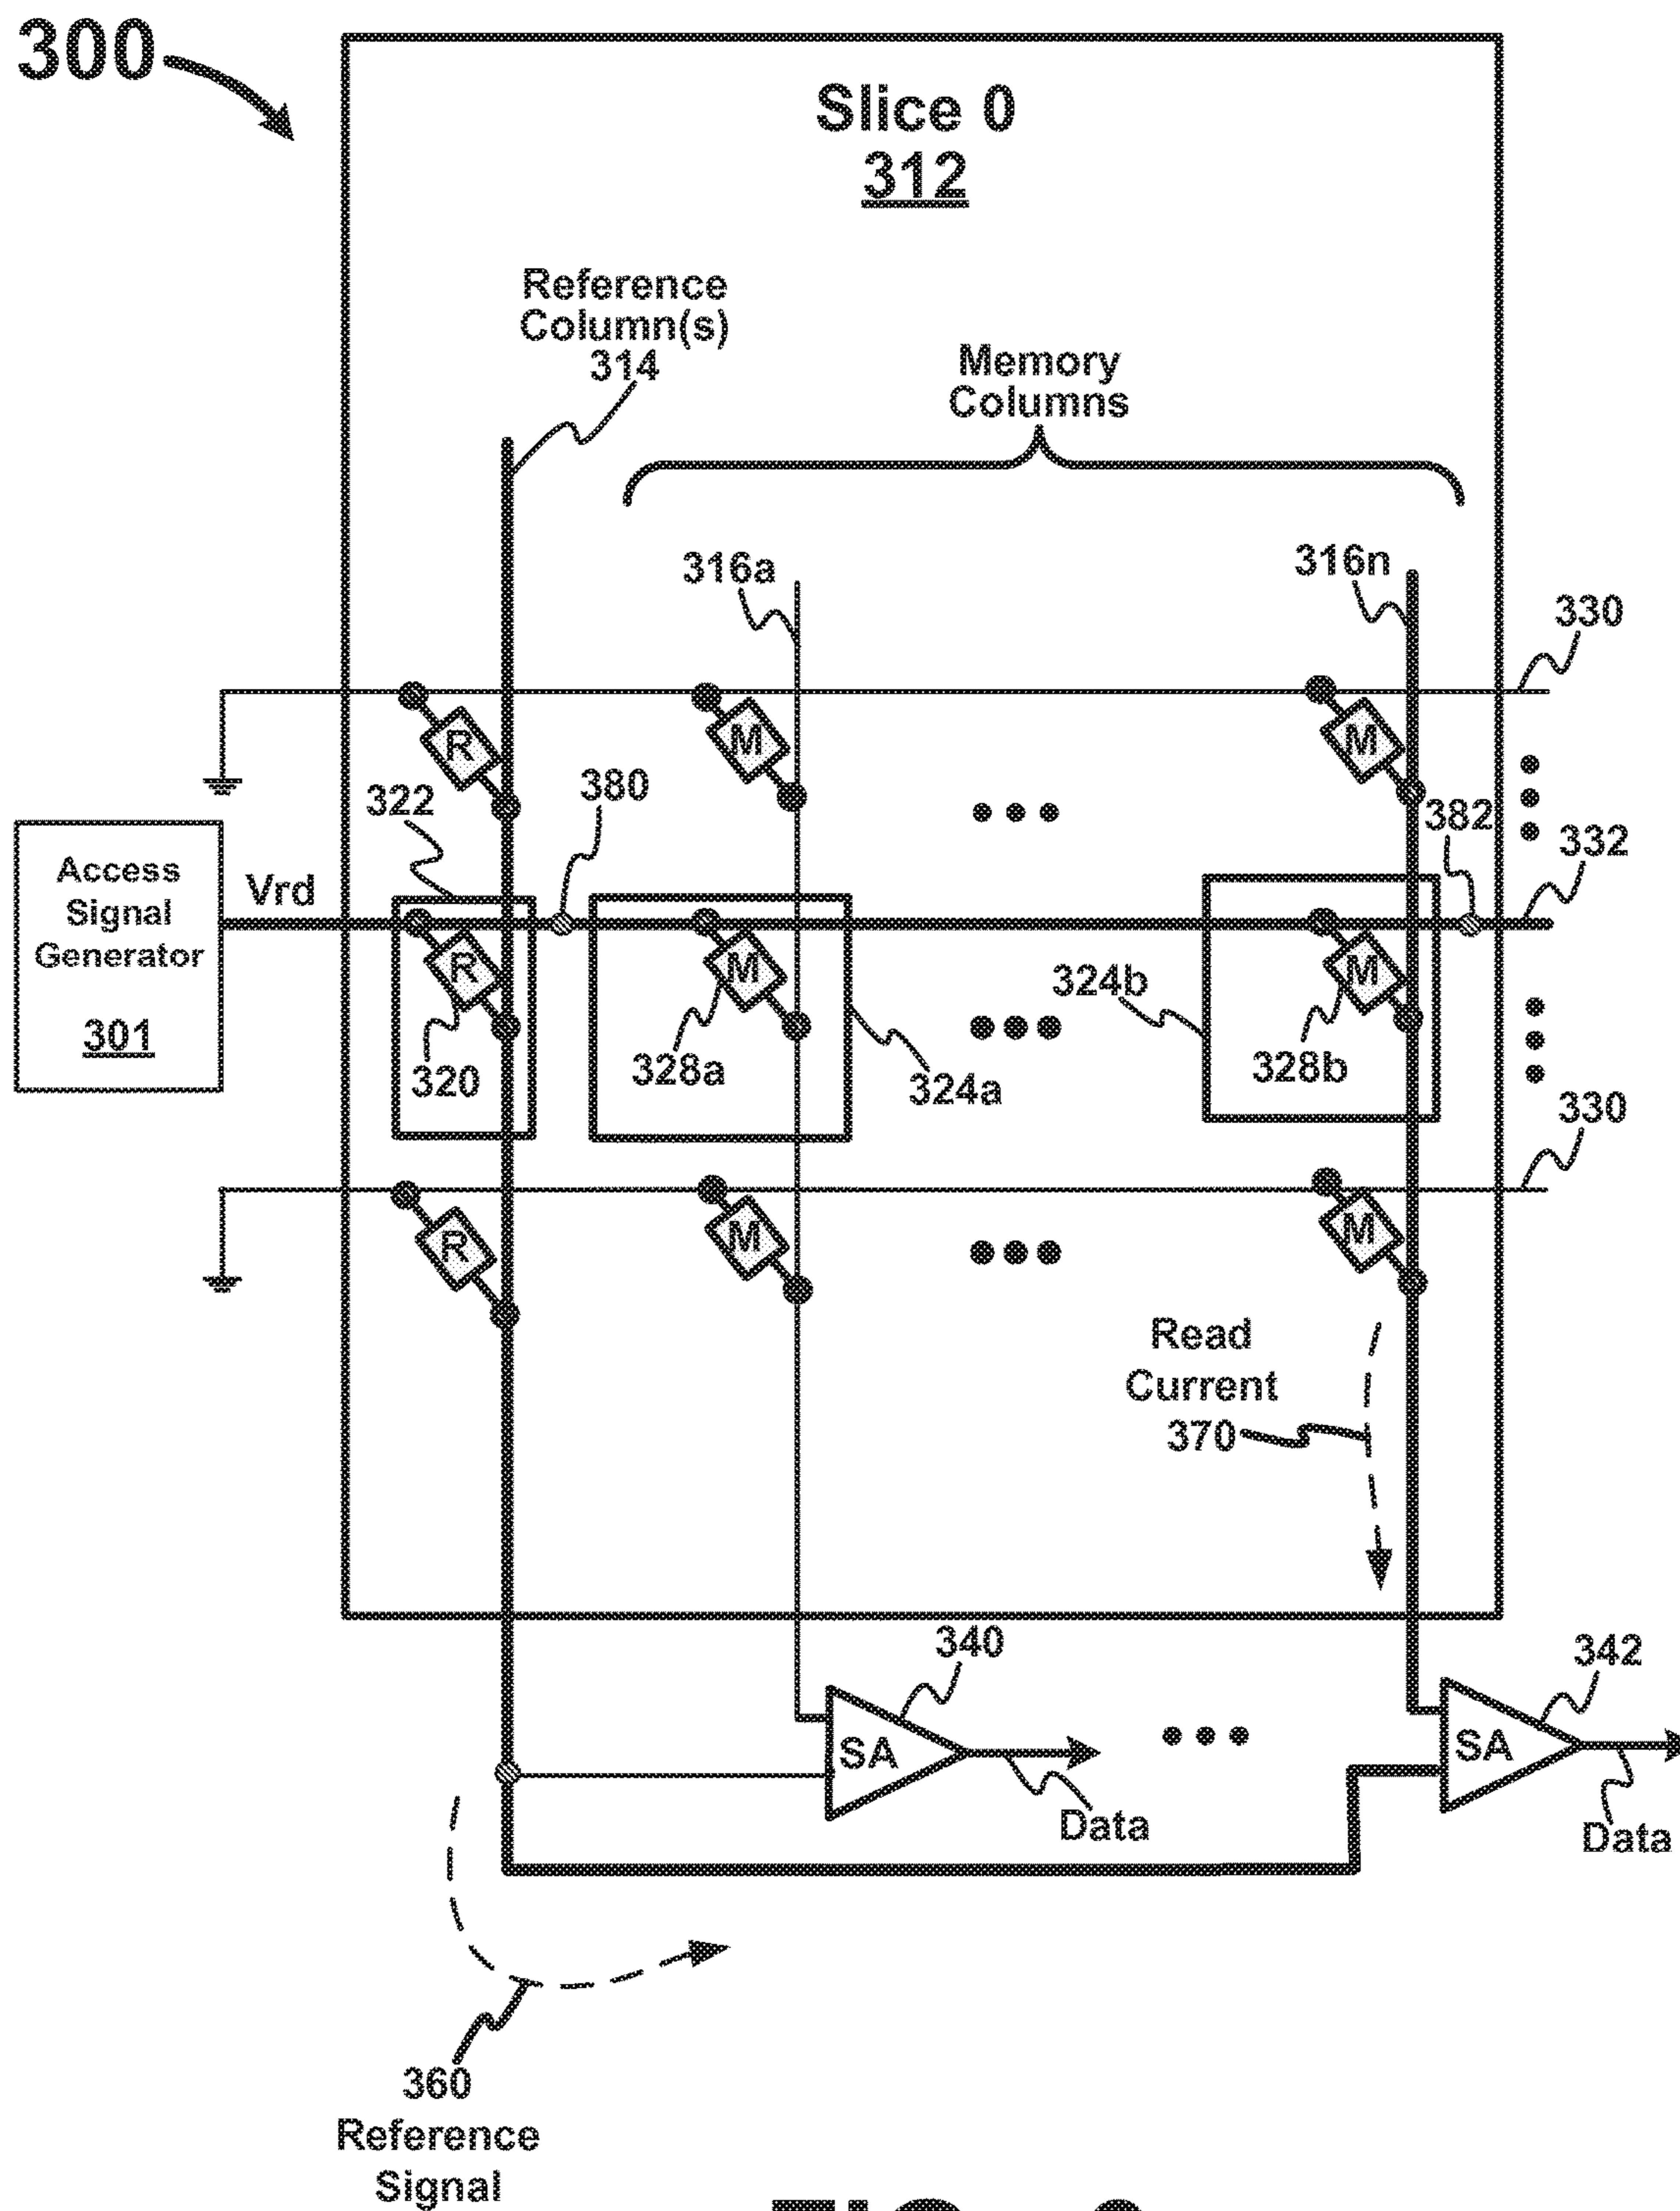 300
Slice 0
312
Reference
Column(s)
314
Memory
Columns
316a
316n
330
R
M
M
322
380
382
332
Access
Signal
Generator
301
Vrd
R
M
M
320
328a
324a
324b
328b
330
R
M
M
Read
Current
370
340
342
SA
SA
Data
Data
360
Reference
Signal